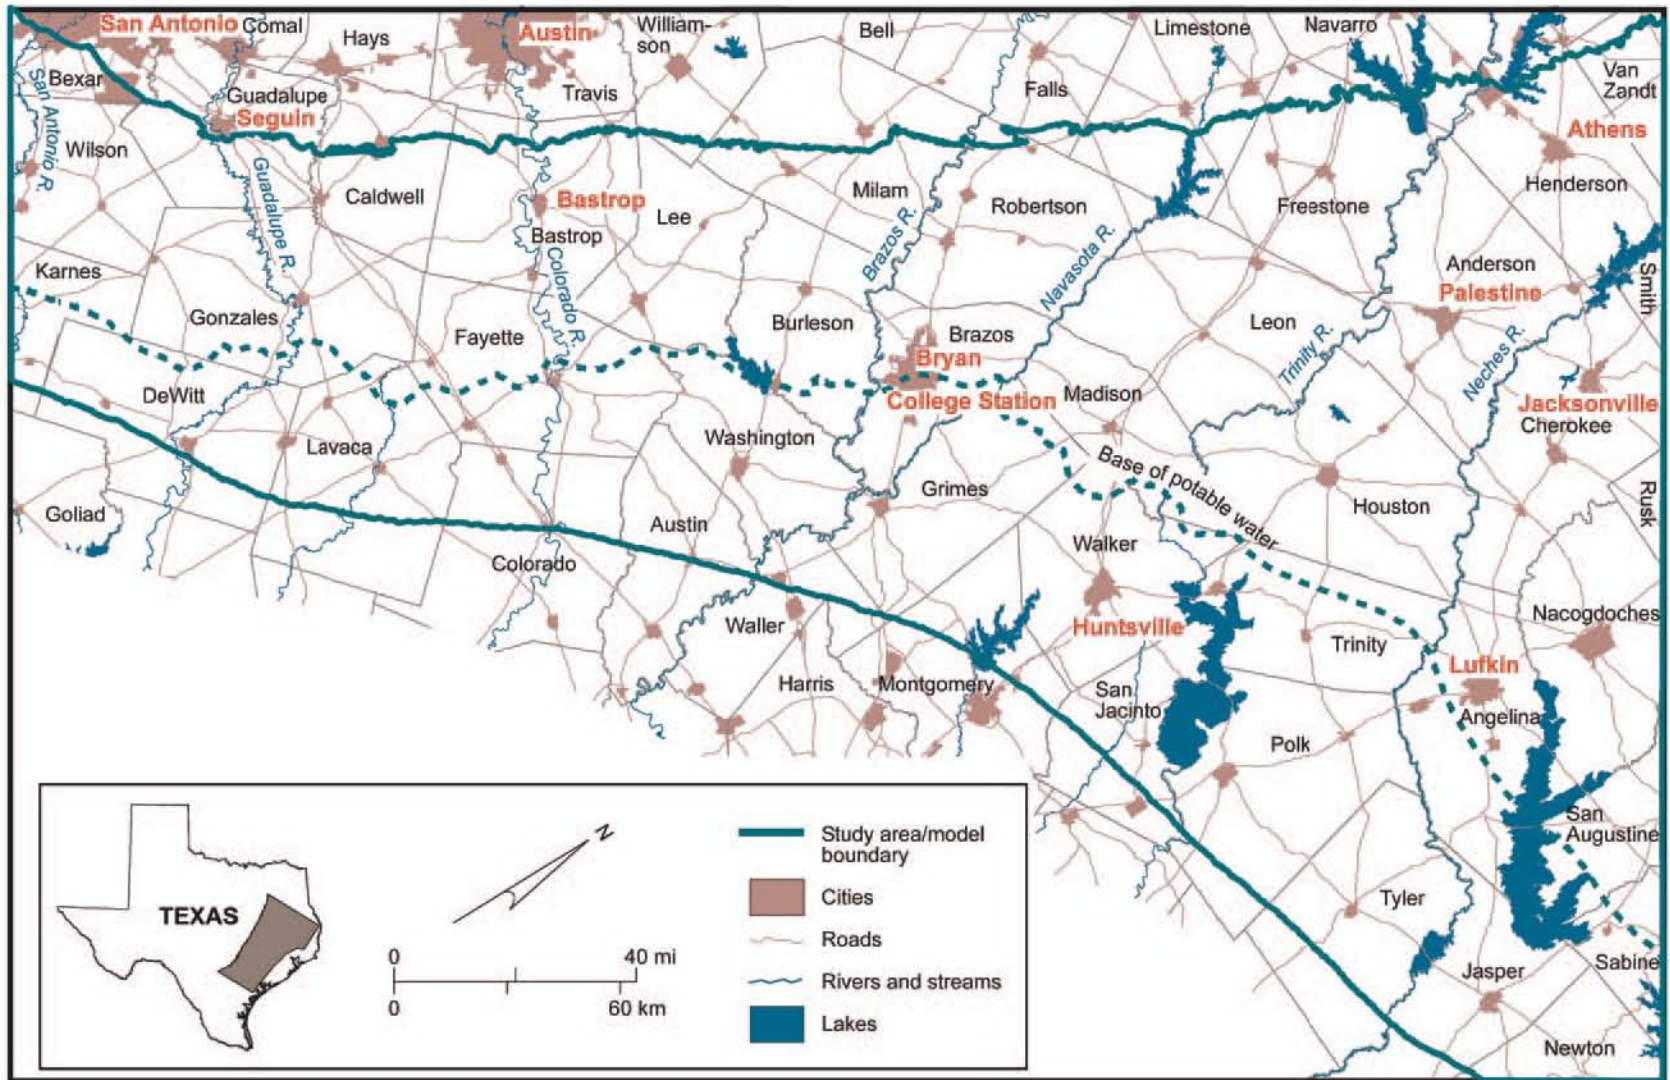 San Antonio
Comal
Hays
Austin
William-
son
Bell
Limestone
Navarro
Van
Zandt
Bexar
San Antonio R.
Guadalupe
Seguin
Travis
Falls
Athens
Wilson
Guadalupe R.
Caldwell
Bastrop
Bastrop
Lee
Milam
Robertson
Freestone
Henderson
Karnes
Colorado R.
Brazos R.
Navasota R.
Anderson
Palestine
Smith
Gonzales
Fayette
Burleson
Brazos
Bryan
College Station
Leon
Trinity R.
Neches R.
DeWitt
Madison
Jacksonville
Cherokee
Lavaca
Washington
Base of potable water
Grimes
Houston
Rusk
Goliad
Austin
Colorado
Walker
Huntsville
Nacogdoches
Waller
Trinity
Lufkin
Harris
Montgomery
San
Jacinto
Angelina
Polk
San
Augustine
Tyler
Jasper
Sabine
Newton
TEXAS
N
0
40 mi
0
60 km
Study area/model
boundary
Cities
Roads
Rivers and streams
Lakes